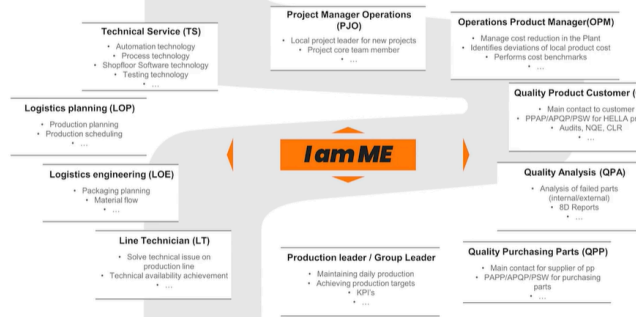 Technical Service (TS)
• Automation technology
• Process technology
• Shopfloor Software technology
• Testing technology
• ...
Project Manager Operations
(PJO)
• Local project leader for new projects
• Project core team member
• ...
Operations Product Manager(OPM)
• Manage cost reduction in the Plant
• Identifies deviations of local product cost
• Performs cost benchmarks
• ...
Logistics planning (LOP)
• Production planning
• Production scheduling
• ...
Quality Product Customer (
• Main contact to customer
• PPAP/APQP/PSW for HELLA p
• Audits, NQE, CLR
• ...
I am ME
Logistics engineering (LOE)
• Packaging planning
• Material flow
• ...
Quality Analysis (QPA)
• Analysis of failed parts
(internal/external)
• 8D Reports
• ...
Line Technician (LT)
• Solve technical issue on
production line
• Technical availability achievement
• ...
Production leader / Group Leader
• Maintaining daily production
• Achieving production targets
• KPI's
• ...
Quality Purchasing Parts (QPP)
• Main contact for supplier of pp
• PAPP/APQP/PSW for purchasing
parts
• ...